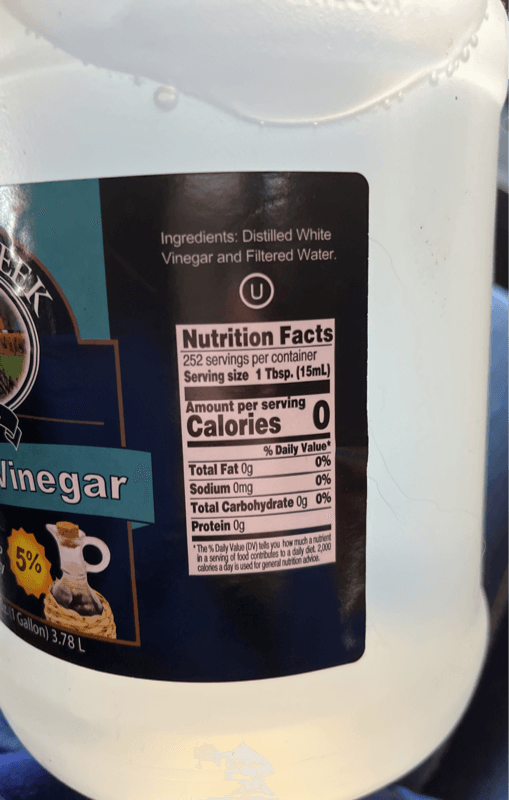 Ingredients: Distilled White
Vinegar and Filtered Water.
U
Nutrition Facts
252 servings per container
Serving size 1 Tbsp. (15mL)
Amount per serving
Calories 0
% Daily Value*
Total Fat 0g 0%
Sodium 0mg 0%
Total Carbohydrate 0g 0%
Protein 0g
*The % Daily Value (DV) tells you how much a nutrient
in a serving of food contributes to a daily diet. 2,000
calories a day is used for general nutrition advice.
EEK
Vinegar
5%
(1 Gallon) 3.78 L